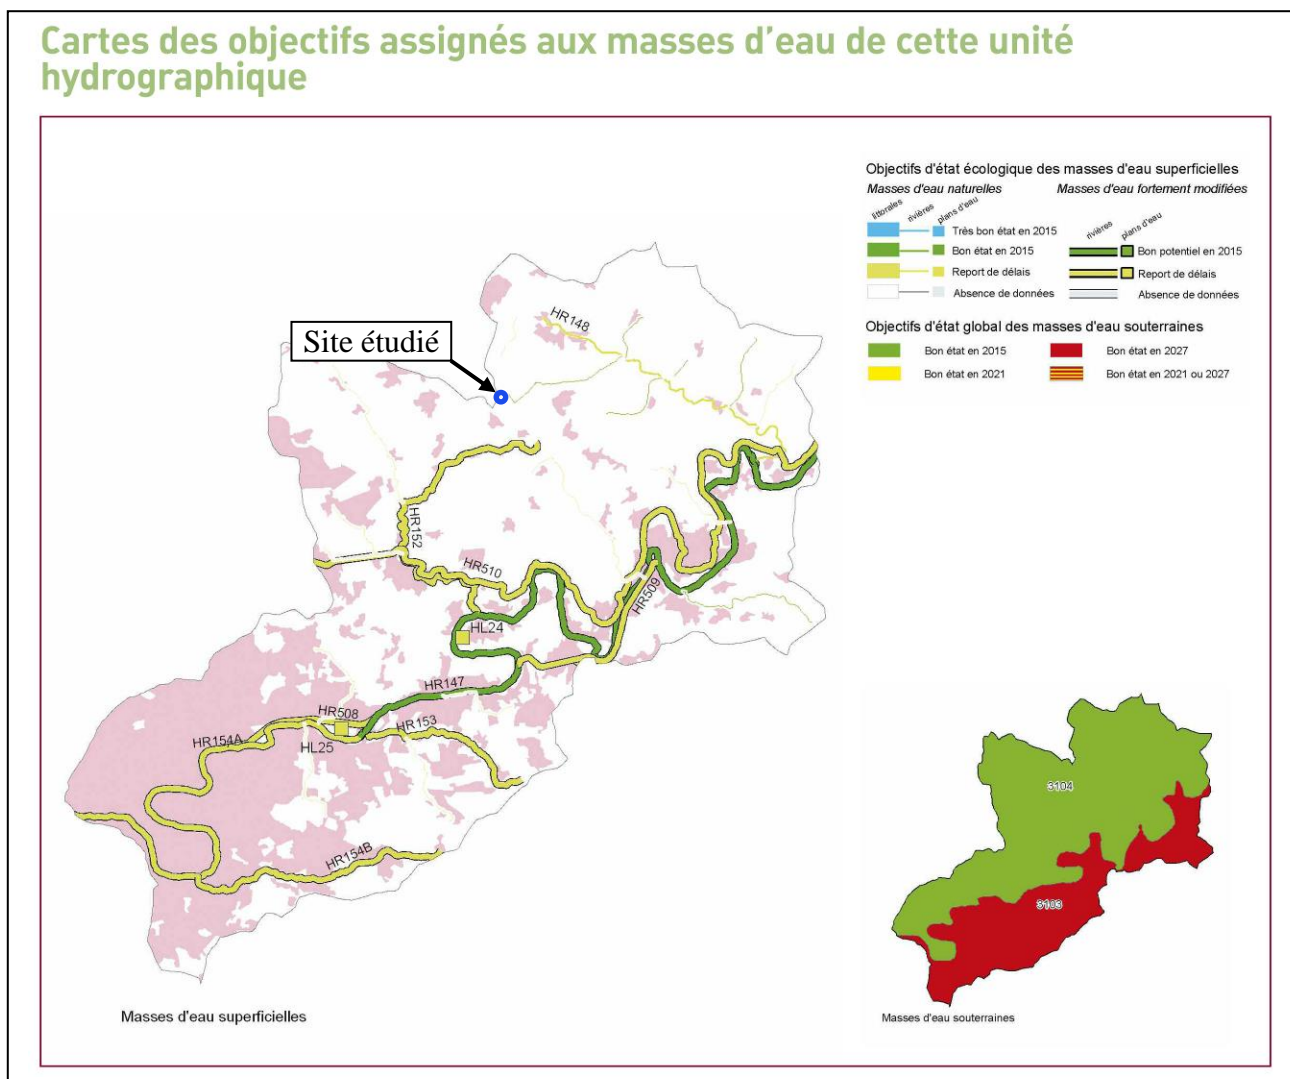 Cartes des objectifs assignés aux masses d'eau de cette unité
hydrographique
Objectifs d'état écologique des masses d'eau superficielles
Masses d'eau naturelles
Masses d'eau fortement modifiées
littorales
rivières
plans d'eau
rivières
plans d'eau
Très bon état en 2015
Bon état en 2015
Bon potentiel en 2015
Report de délais
Report de délais
Absence de données
Absence de données
Objectifs d'état global des masses d'eau souterraines
Bon état en 2015
Bon état en 2027
Bon état en 2021
Bon état en 2021 ou 2027
Site étudié
HR148
HR152
HR510
HR509
HL24
HR147
HR508
HR153
HR154A
HL25
HR154B
3104
3103
Masses d'eau superficielles
Masses d'eau souterraines